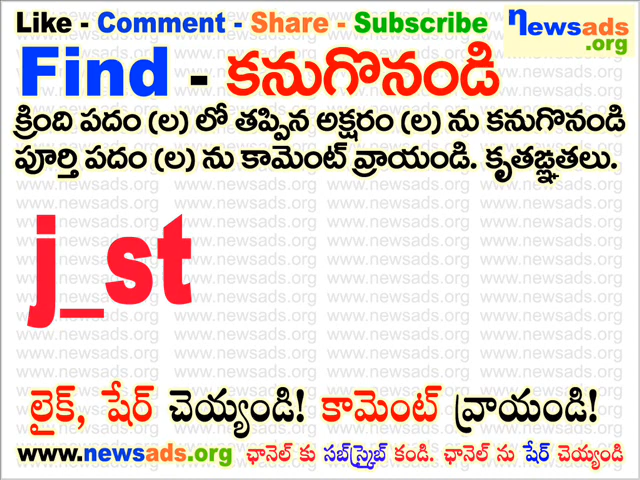 Like - Comment - Share - Subscribe
newsads
.org
Find - కనుగొనండి
క్రింది పదం (ల) లో తప్పిన అక్షరం (ల) ను కనుగొనండి
పూర్తి పదం (ల) ను కామెంట్ వ్రాయండి. కృతజ్ఞతలు.
j_st
లైక్, షేర్ చెయ్యండి! కామెంట్ వ్రాయండి!
www.newsads.org ఛానెల్ కు సబ్‌స్క్రైబ్ కండి. ఛానెల్ ను షేర్ చెయ్యండి